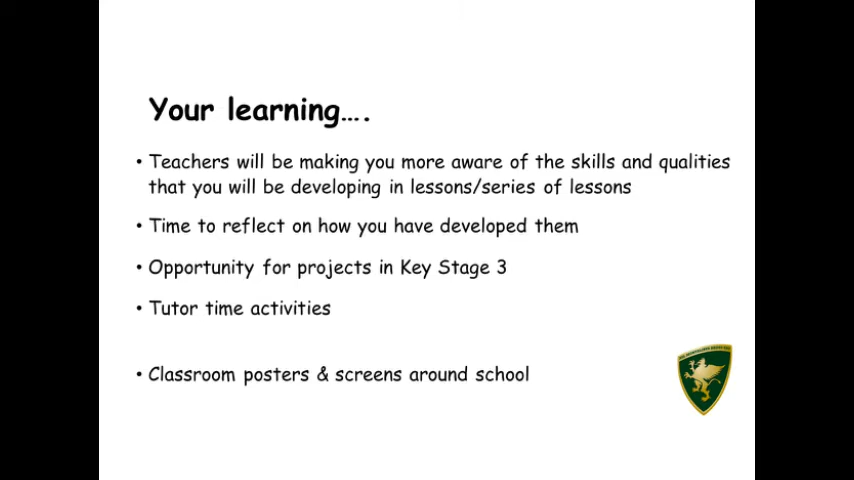 Your learning….
• Teachers will be making you more aware of the skills and qualities
that you will be developing in lessons/series of lessons
• Time to reflect on how you have developed them
• Opportunity for projects in Key Stage 3
• Tutor time activities
• Classroom posters & screens around school